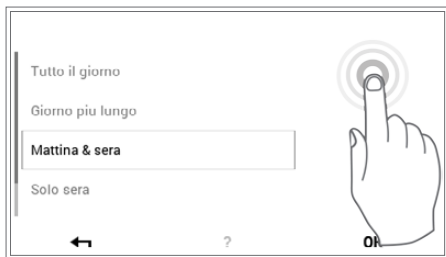 Tutto il giorno
Giorno piu lungo
Mattina & sera
Solo sera
?